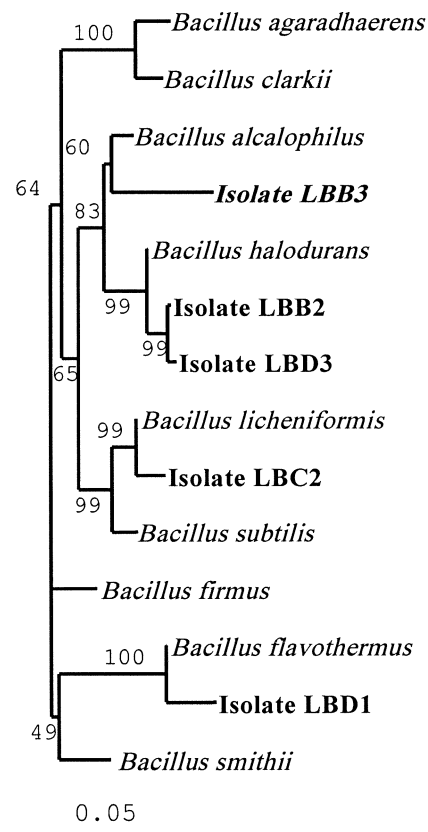 100
Bacillus agaradhaerens
Bacillus clarkii
60
Bacillus alcalophilus
64
Isolate LBB3
83
Bacillus halodurans
99
Isolate LBB2
99
Isolate LBD3
65
Bacillus licheniformis
99
Isolate LBC2
99
Bacillus subtilis
Bacillus firmus
Bacillus flavothermus
100
Isolate LBD1
49
Bacillus smithii
0.05